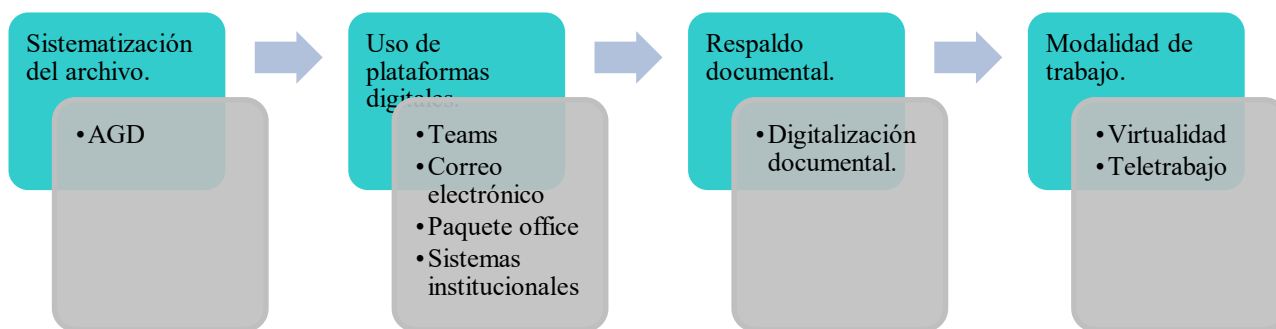 Sistematización
del archivo.
• AGD
Uso de
plataformas
digitales.
• Teams
• Correo
electrónico
• Paquete office
• Sistemas
institucionales
Respaldo
documental.
• Digitalización
documental.
Modalidad de
trabajo.
• Virtualidad
• Teletrabajo